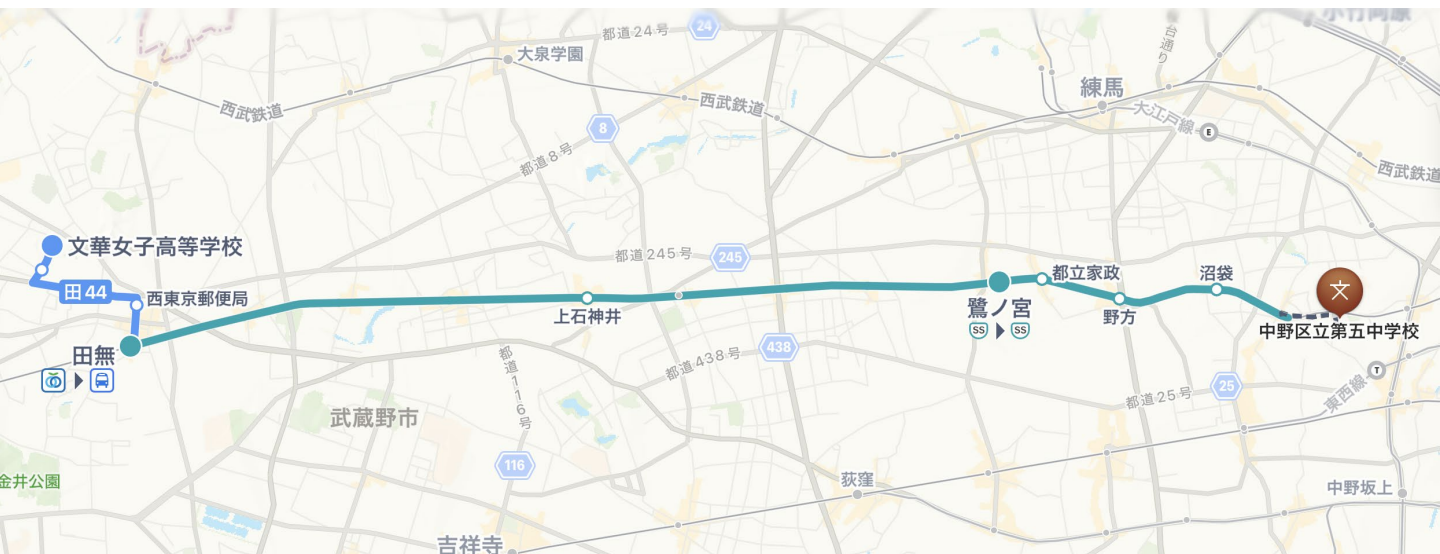 都道24号
24
大泉学園
台通り
練馬
西武鉄道
西武鉄道
大江戸線
E
8
都道8号
西武鉄道
文華女子高等学校
都道245号
245
田44
西東京郵便局
都立家政
沼袋
文
上石神井
鷺ノ宮
SS
SS
野方
中野区立第五中学校
田無
438
都道438号
都道116号
T
東西線
25
都道25号
武蔵野市
116
金井公園
荻窪
中野坂上
吉祥寺